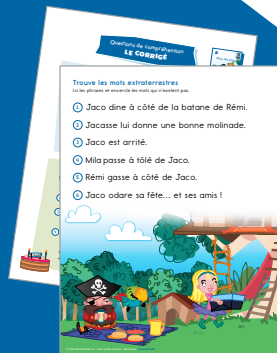 Questions de compréhension
LE CORRIGÉ
Trouve les mots extraterrestres
Lis les phrases et encercle les mots qui n'existent pas.
1 Jaco dine à côté de la batane de Rémi.
2 Jacasse lui donne une bonne molinade.
3 Jaco est arrité.
4 Mila passe à tôlé de Jaco.
5 Rémi gasse à côté de Jaco.
6 Jaco odare sa fête... et ses amis !